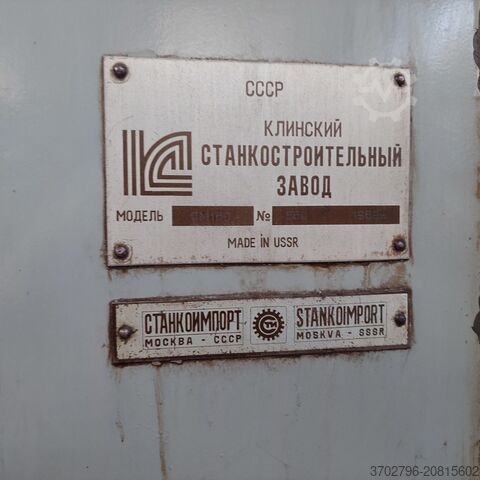 СССР
КЛИНСКИЙ
СТАНКОСТРОИТЕЛЬНЫЙ
ЗАВОД
МОДЕЛЬ №
MADE IN USSR
СТАНКОИМПОРТ
МОСКВА - СССР
STANKOIMPORT
MOSKVA - SSSR
3702796-20815602